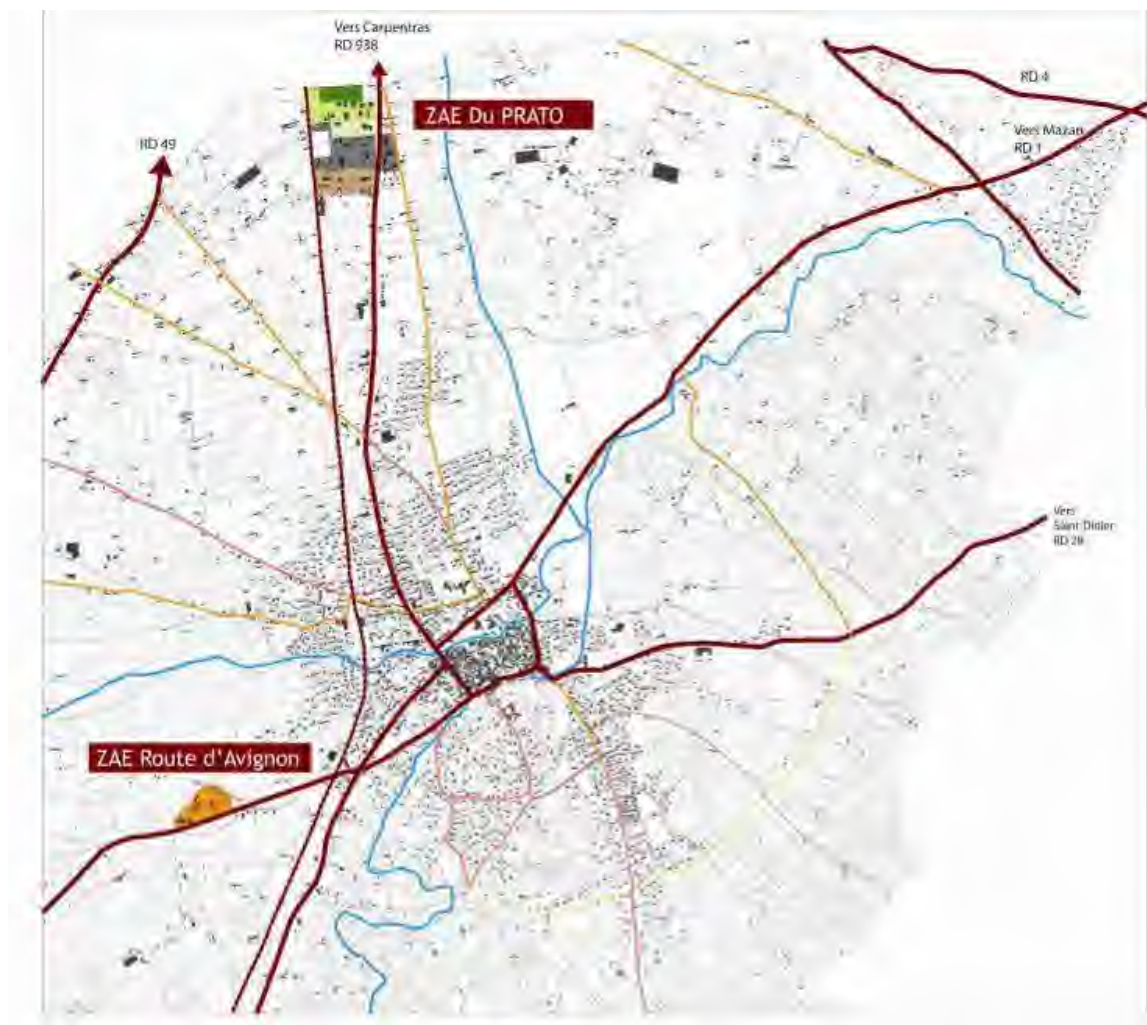 Vers Carpentras
RD 938
ZAE Du PRATO
RD 4
RD 49
Vers Mazan
RD 1
Vers
Saint Didier
RD 28
ZAE Route d'Avignon